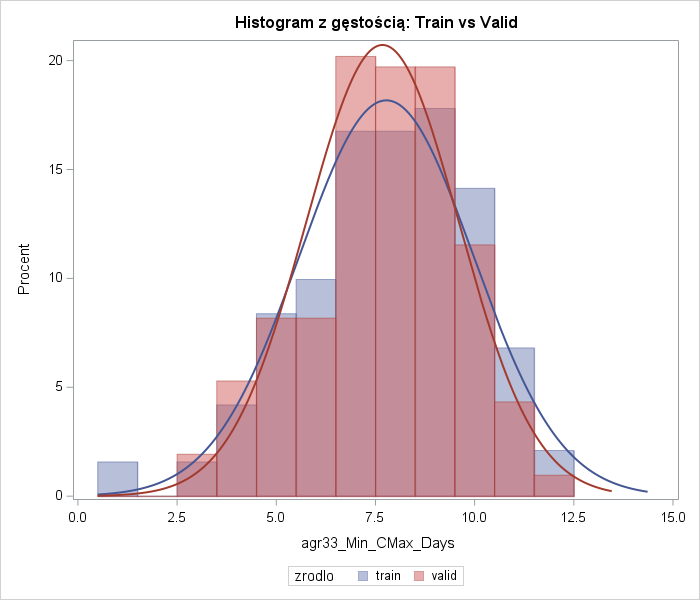 Histogram z gęstością: Train vs Valid
Procent
20
15
10
5
0
0.0 2.5 5.0 7.5 10.0 12.5 15.0
agr33_Min_CMax_Days
zrodlo train valid